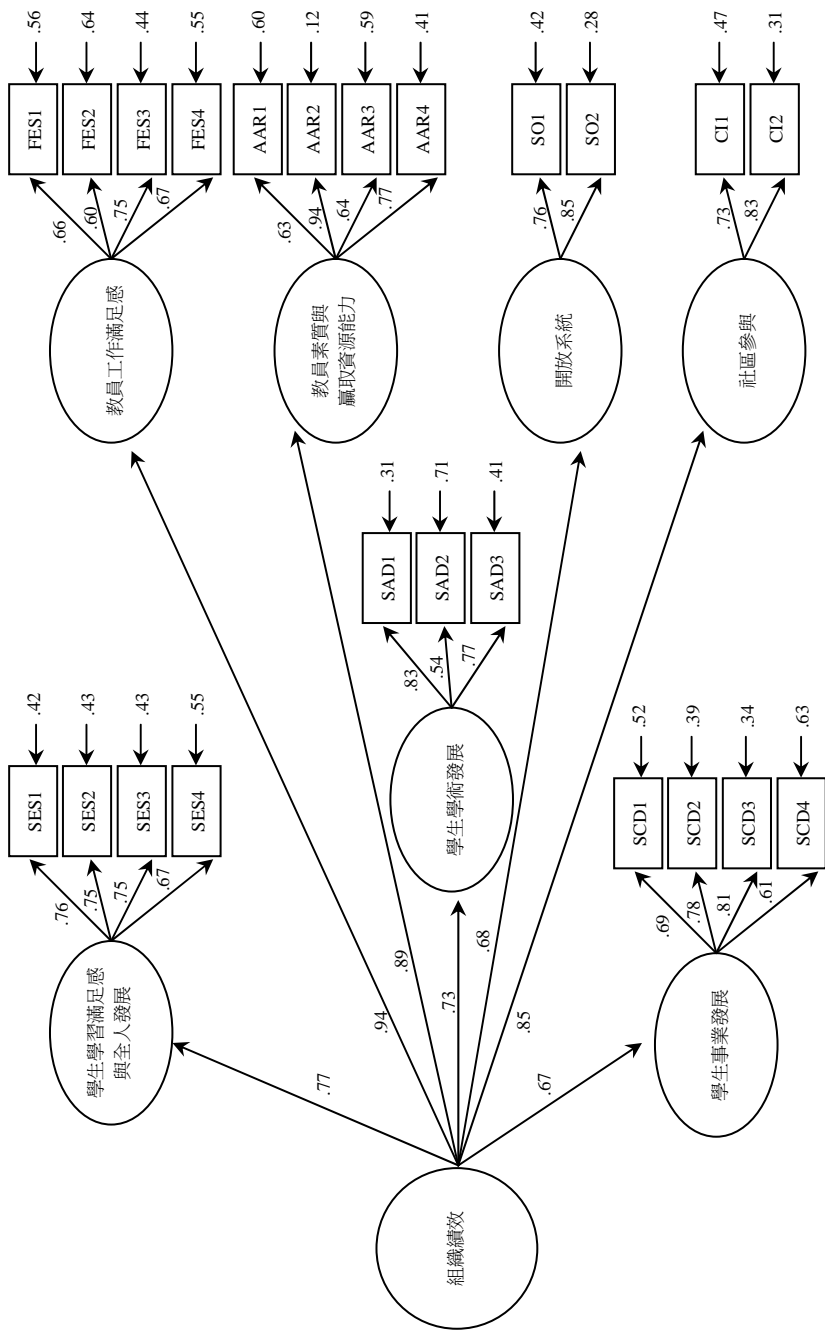 組織績效
.77
.94
.89
.73
.68
.85
.67
學生學習滿足感
與全人發展
.76
.75
.75
.67
SES1
SES2
SES3
SES4
.42
.43
.43
.55
教員工作滿足感
.66
.60
.75
.67
FES1
FES2
FES3
FES4
.56
.64
.44
.55
教員素質與
贏取資源能力
.63
.94
.64
.77
AAR1
AAR2
AAR3
AAR4
.60
.12
.59
.41
學生學術發展
.83
.54
.77
SAD1
SAD2
SAD3
.31
.71
.41
開放系統
.76
.85
SO1
SO2
.42
.28
學生事業發展
.69
.78
.81
.61
SCD1
SCD2
SCD3
SCD4
.52
.39
.34
.63
社區參與
.73
.83
CI1
CI2
.47
.31